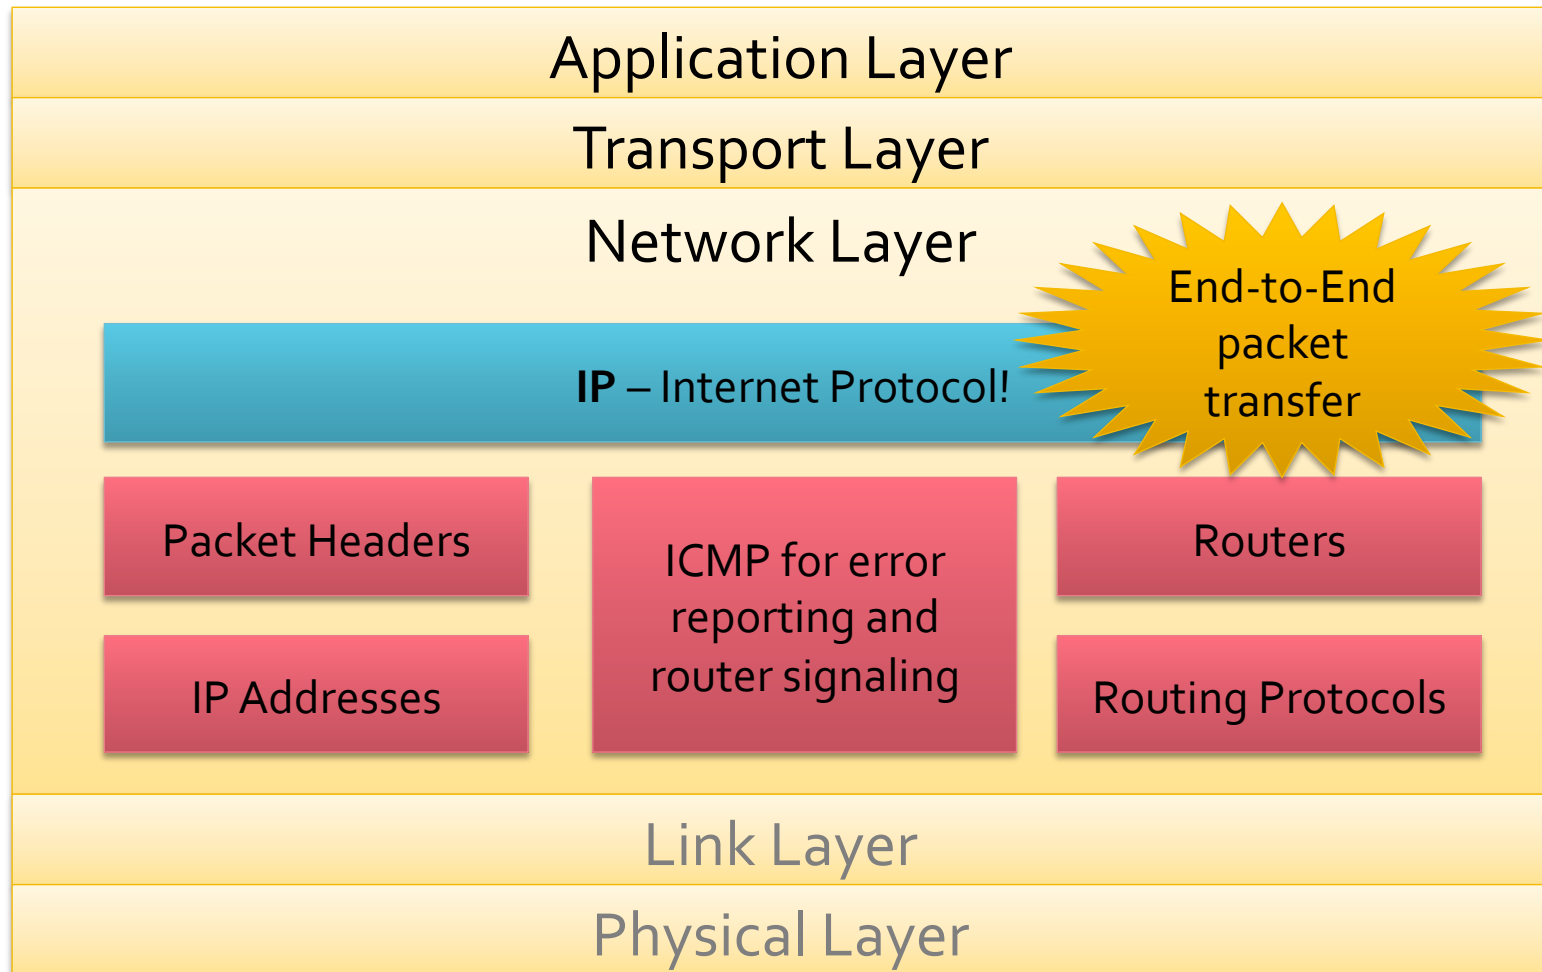 Application Layer
Transport Layer
Network Layer
End-to-End
packet
transfer
IP – Internet Protocol!
Packet Headers
IP Addresses
ICMP for error
reporting and
router signaling
Routers
Routing Protocols
Link Layer
Physical Layer